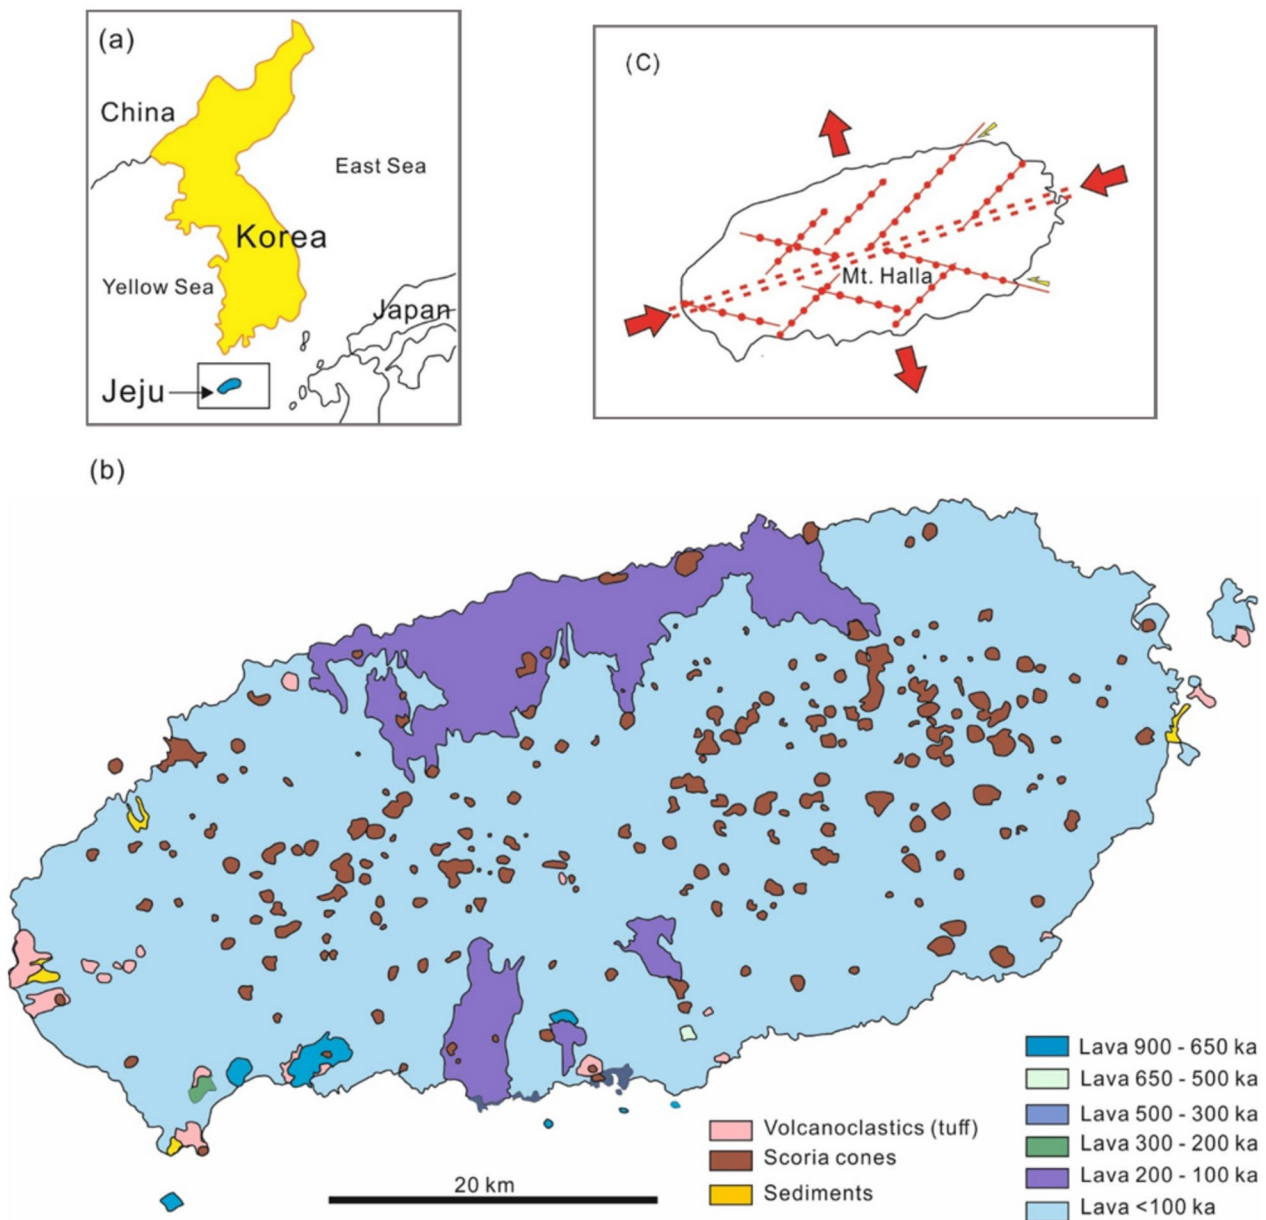 (a)
China
East Sea
Korea
Yellow Sea
Japan
Jeju
(C)
Mt. Halla
(b)
Lava 900 - 650 ka
Lava 650 - 500 ka
Lava 500 - 300 ka
Lava 300 - 200 ka
Lava 200 - 100 ka
Lava <100 ka
Volcanoclastics (tuff)
Scoria cones
Sediments
20 km